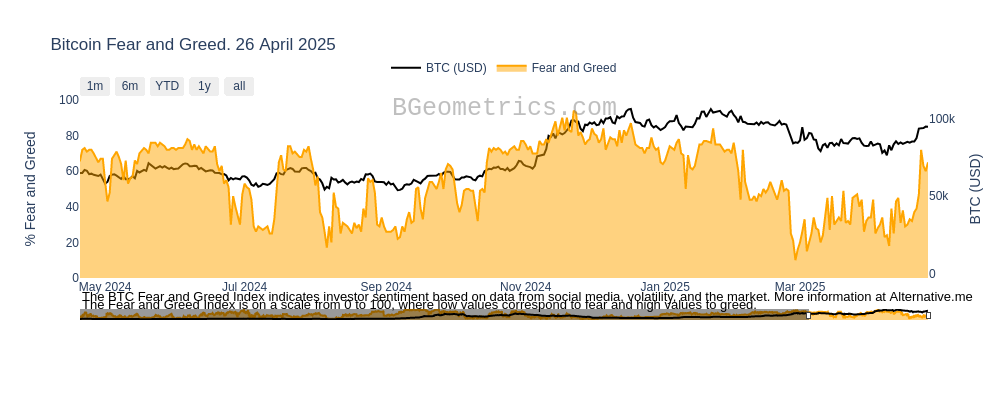 Bitcoin Fear and Greed. 26 April 2025
BTC (USD) Fear and Greed
1m 6m YTD 1y all
BGeometrics.com
% Fear and Greed
100
80
60
40
20
0
100k
50k
0
BTC (USD)
May 2024 Jul 2024 Sep 2024 Nov 2024 Jan 2025 Mar 2025
The BTC Fear and Greed Index indicates investor sentiment based on data from social media, volatility, and the market. More information at Alternative.me
The Fear and Greed Index is on a scale from 0 to 100, where low values correspond to fear and high values to greed.